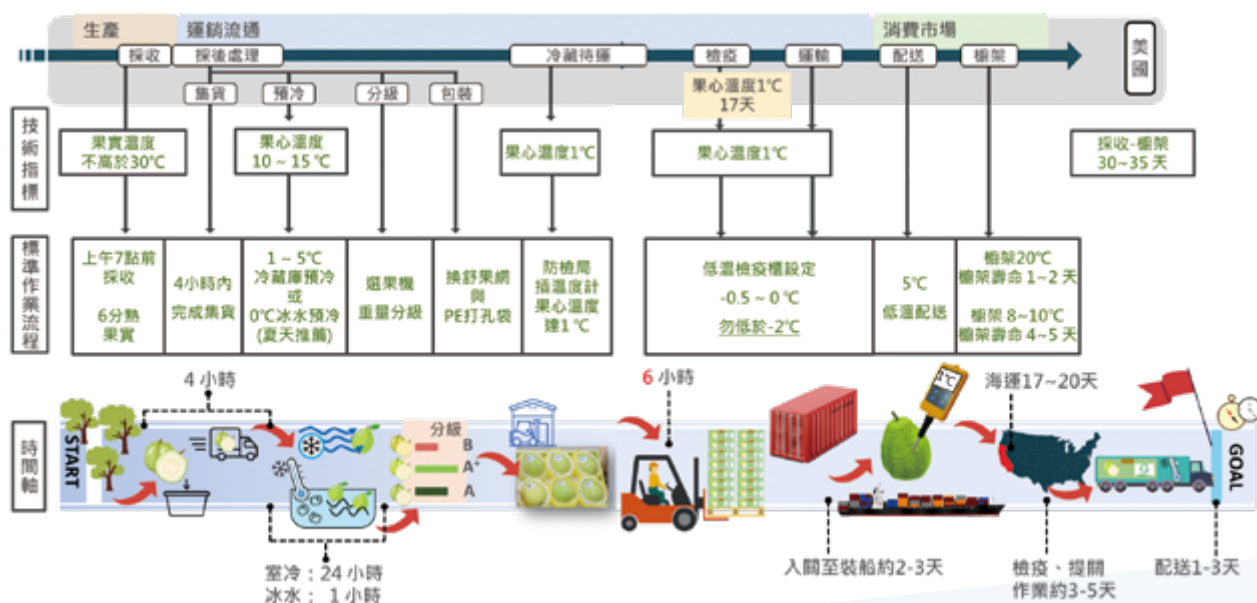 生產
運銷流通
消費市場
採收
採後處理
冷藏待運
檢疫
運輸
配送
櫥架
美國
集貨
預冷
分級
包裝
果心溫度1℃
17天
技術指標
果實溫度
不高於30℃
果心溫度
10 ~ 15 ℃
果心溫度1℃
果心溫度1℃
採收-櫥架
30~35 天
標準作業流程
上午7點前
採收
6分熟
果實
4小時內
完成集貨
1 ~ 5℃
冷藏庫預冷
或
0℃冰水預冷
(夏天推薦)
選果機
重量分級
換舒果網
與
PE打孔袋
防檢局
插溫度計
果心溫度
達1℃
低溫檢疫櫃設定
-0.5 ~ 0 ℃
勿低於-2℃
5℃
低溫配送
櫥架20℃
櫥架壽命 1~2 天
櫥架 8~10℃
櫥架壽命 4~5 天
時間軸
4 小時
6 小時
海運17~20天
START
分級
B
A+
A
1℃
GOAL
室冷：24 小時
冰水： 1 小時
入關至裝船約2-3天
檢疫、提關
作業約3-5天
配送1-3天